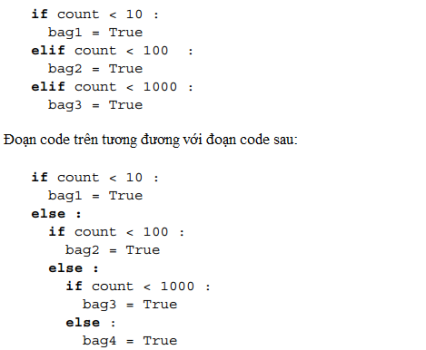 if count < 10 :
  bag1 = True
elif count < 100  :
  bag2 = True
elif count < 1000 :
  bag3 = True
Đoạn code trên tương đương với đoạn code sau:
if count < 10 :
  bag1 = True
else :
  if count < 100 :
    bag2 = True
  else :
    if count < 1000 :
      bag3 = True
    else :
      bag4 = True